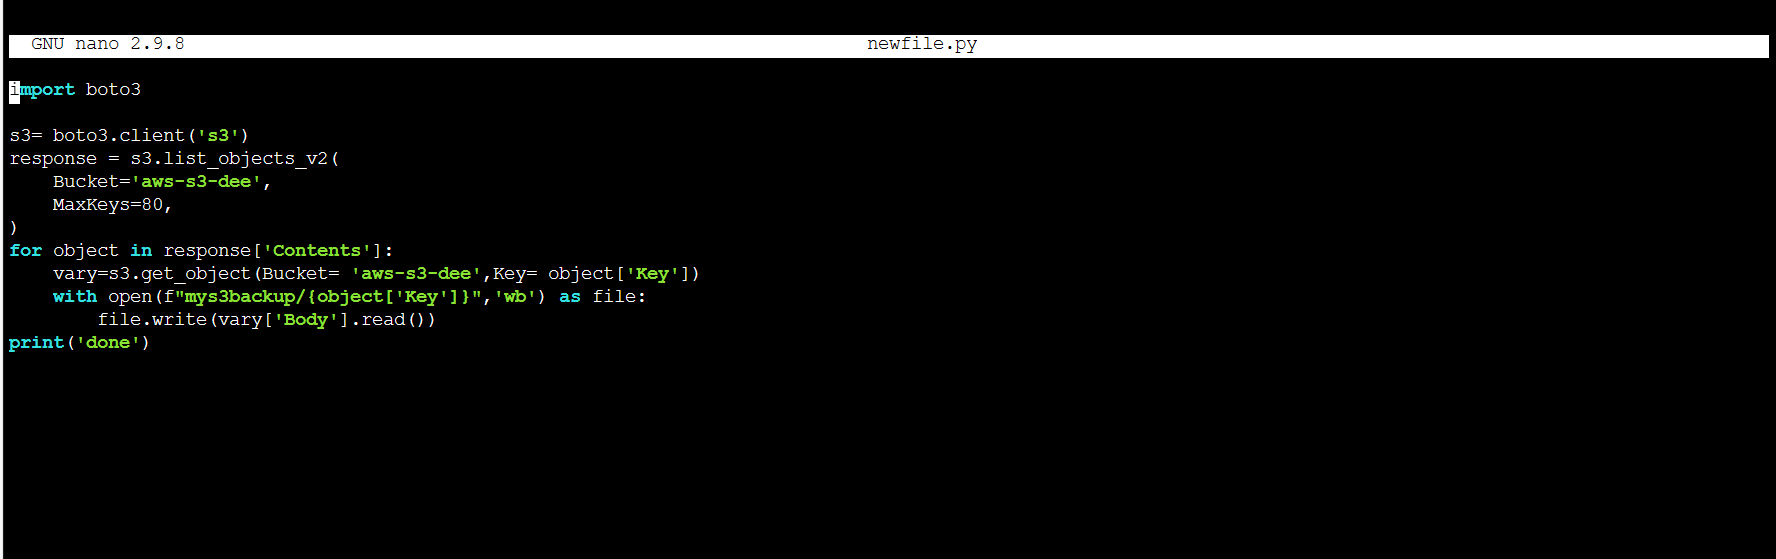 GNU nano 2.9.8 newfile.py
import boto3
s3= boto3.client('s3')
response = s3.list_objects_v2(
    Bucket='aws-s3-dee',
    MaxKeys=80,
)
for object in response['Contents']:
    vary=s3.get_object(Bucket= 'aws-s3-dee',Key= object['Key'])
    with open(f"mys3backup/{object['Key']}",'wb') as file:
        file.write(vary['Body'].read())
print('done')